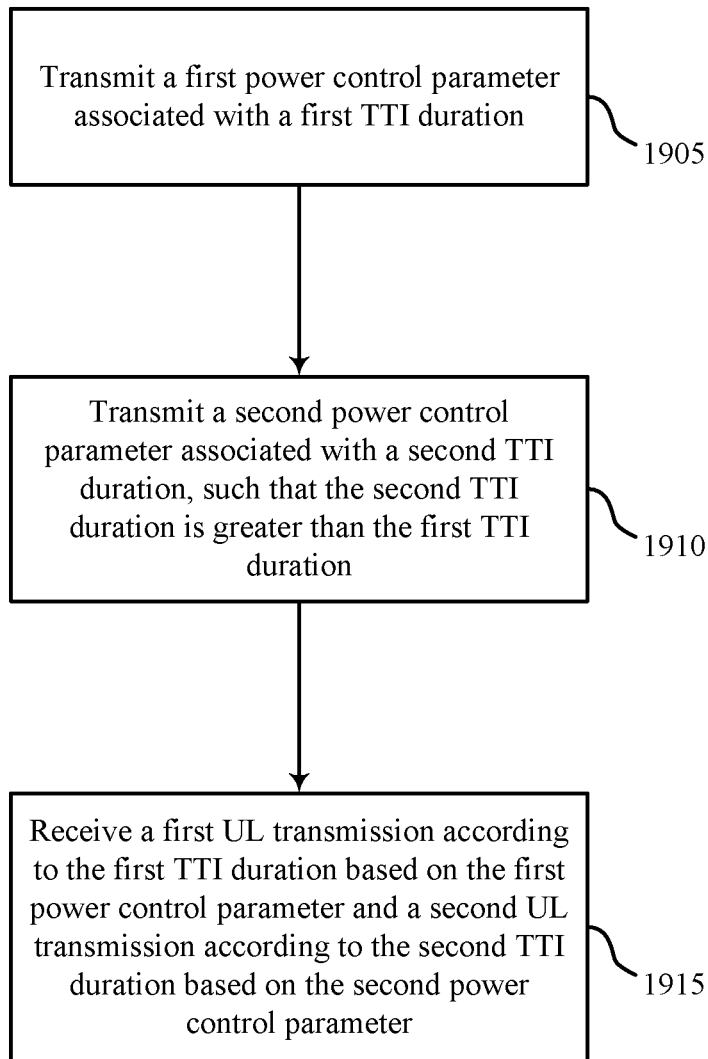 Transmit a first power control parameter
associated with a first TTI duration
1905
Transmit a second power control
parameter associated with a second TTI
duration, such that the second TTI
duration is greater than the first TTI
duration
1910
Receive a first UL transmission according
to the first TTI duration based on the first
power control parameter and a second UL
transmission according to the second TTI
duration based on the second power
control parameter
1915